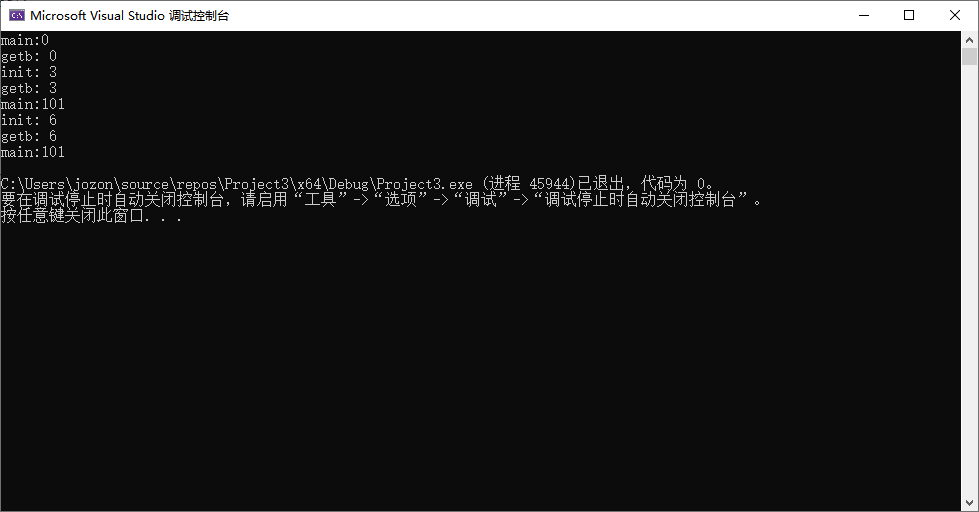 Microsoft Visual Studio 调试控制台
main:0
getb: 0
init: 3
getb: 3
main:101
init: 6
getb: 6
main:101
C:\Users\jozon\source\repos\Project3\x64\Debug\Project3.exe (进程 45944)已退出，代码为 0。
要在调试停止时自动关闭控制台，请启用“工具”->“选项”->“调试”->“调试停止时自动关闭控制台”。
按任意键关闭此窗口. . .